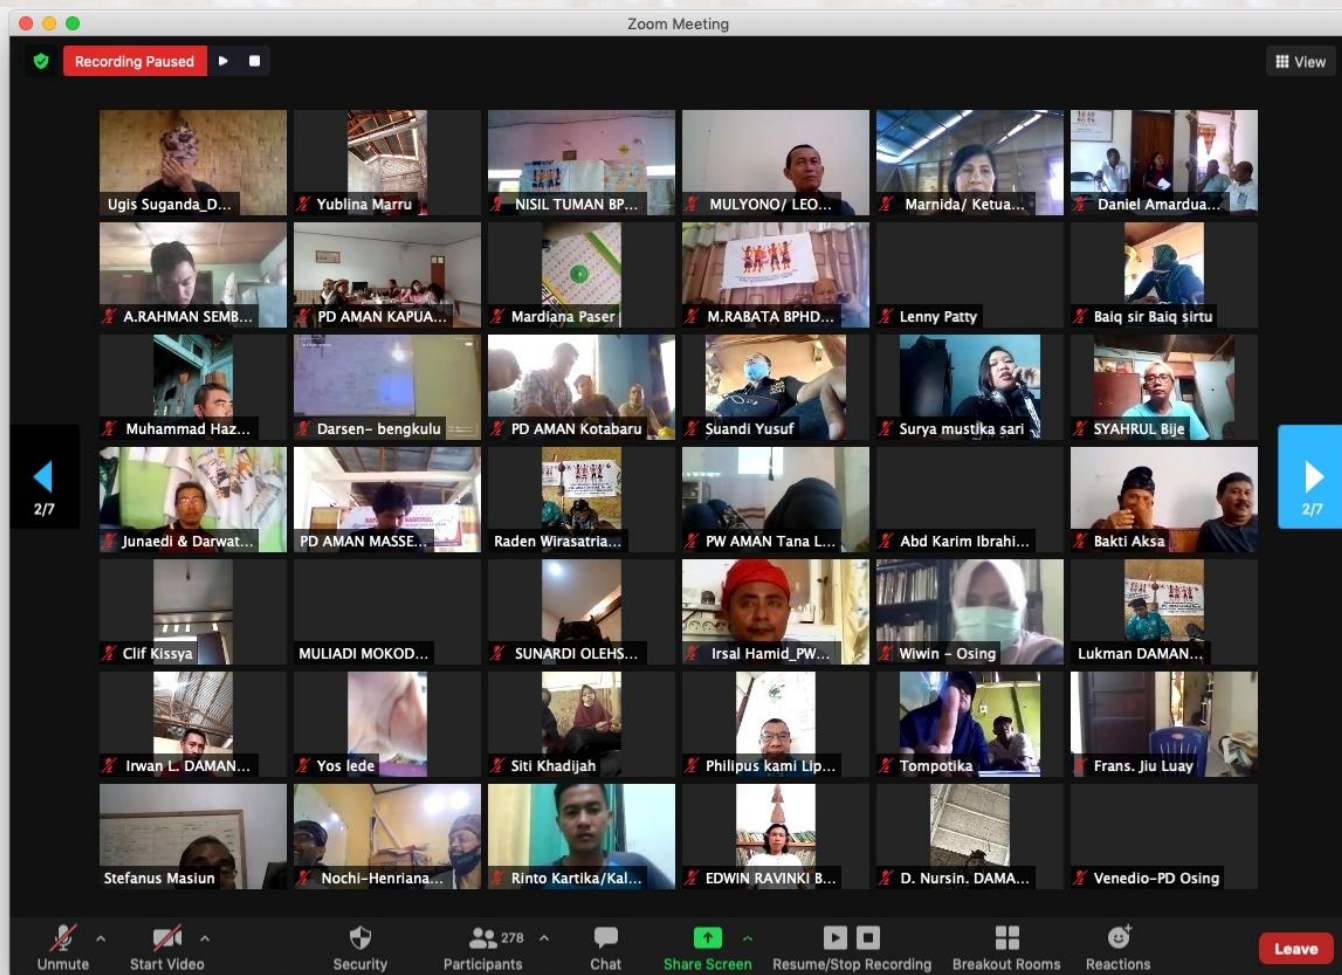 Zoom Meeting
Recording Paused
View
Ugis Suganda_D...
Yublina Marru
NISIL TUMAN BP...
MULYONO/ LEO...
Marnida/ Ketua...
Daniel Amardua...
A.RAHMAN SEMB...
PD AMAN KAPUA...
Mardiana Paser
M.RABATA BPHD...
Lenny Patty
Baiq sir Baiq sirtu
Muhammad Haz...
Darsen- bengkulu
PD AMAN Kotabaru
Suandi Yusuf
Surya mustika sari
SYAHRUL Bije
2/7
2/7
Junaedi & Darwat...
PD AMAN MASSE...
Raden Wirasatria...
PW AMAN Tana L...
Abd Karim Ibrahi...
Bakti Aksa
Clif Kissya
MULIADI MOKOD...
SUNARDI OLEHS...
Irsal Hamid_PW...
Wiwin - Osing
Lukman DAMAN...
Irwan L. DAMAN...
Yos lede
Siti Khadijah
Philipus kami Lip...
Tompotika
Frans. Jiu Luay
Stefanus Masiun
Nochi-Henriana...
Rinto Kartika/Kal...
EDWIN RAVINKI B...
D. Nursin. DAMA...
Venedio-PD Osing
Unmute
Start Video
Security
278
Participants
Chat
Share Screen
Resume/Stop Recording
Breakout Rooms
Reactions
Leave